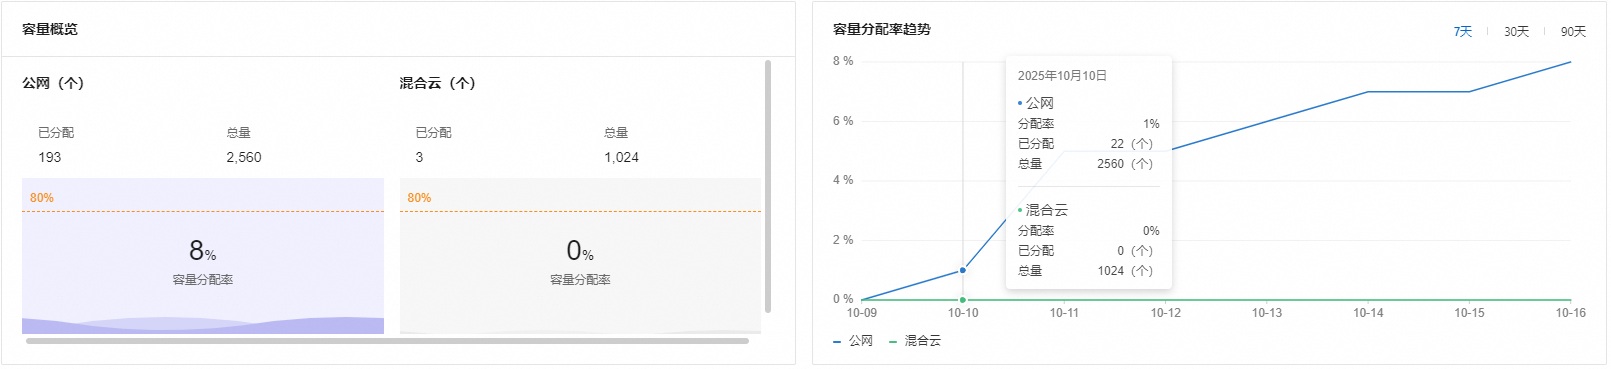 容量概览
公网（个）
混合云（个）
已分配
总量
已分配
总量
193
2,560
3
1,024
80%
80%
8%
0%
容量分配率
容量分配率
容量分配率趋势
7天
30天
90天
8 %
6 %
4 %
2 %
0 %
2025年10月10日
公网
分配率 1%
已分配 22（个）
总量 2560（个）
混合云
分配率 0%
已分配 0（个）
总量 1024（个）
10-09
10-10
10-11
10-12
10-13
10-14
10-15
10-16
公网
混合云